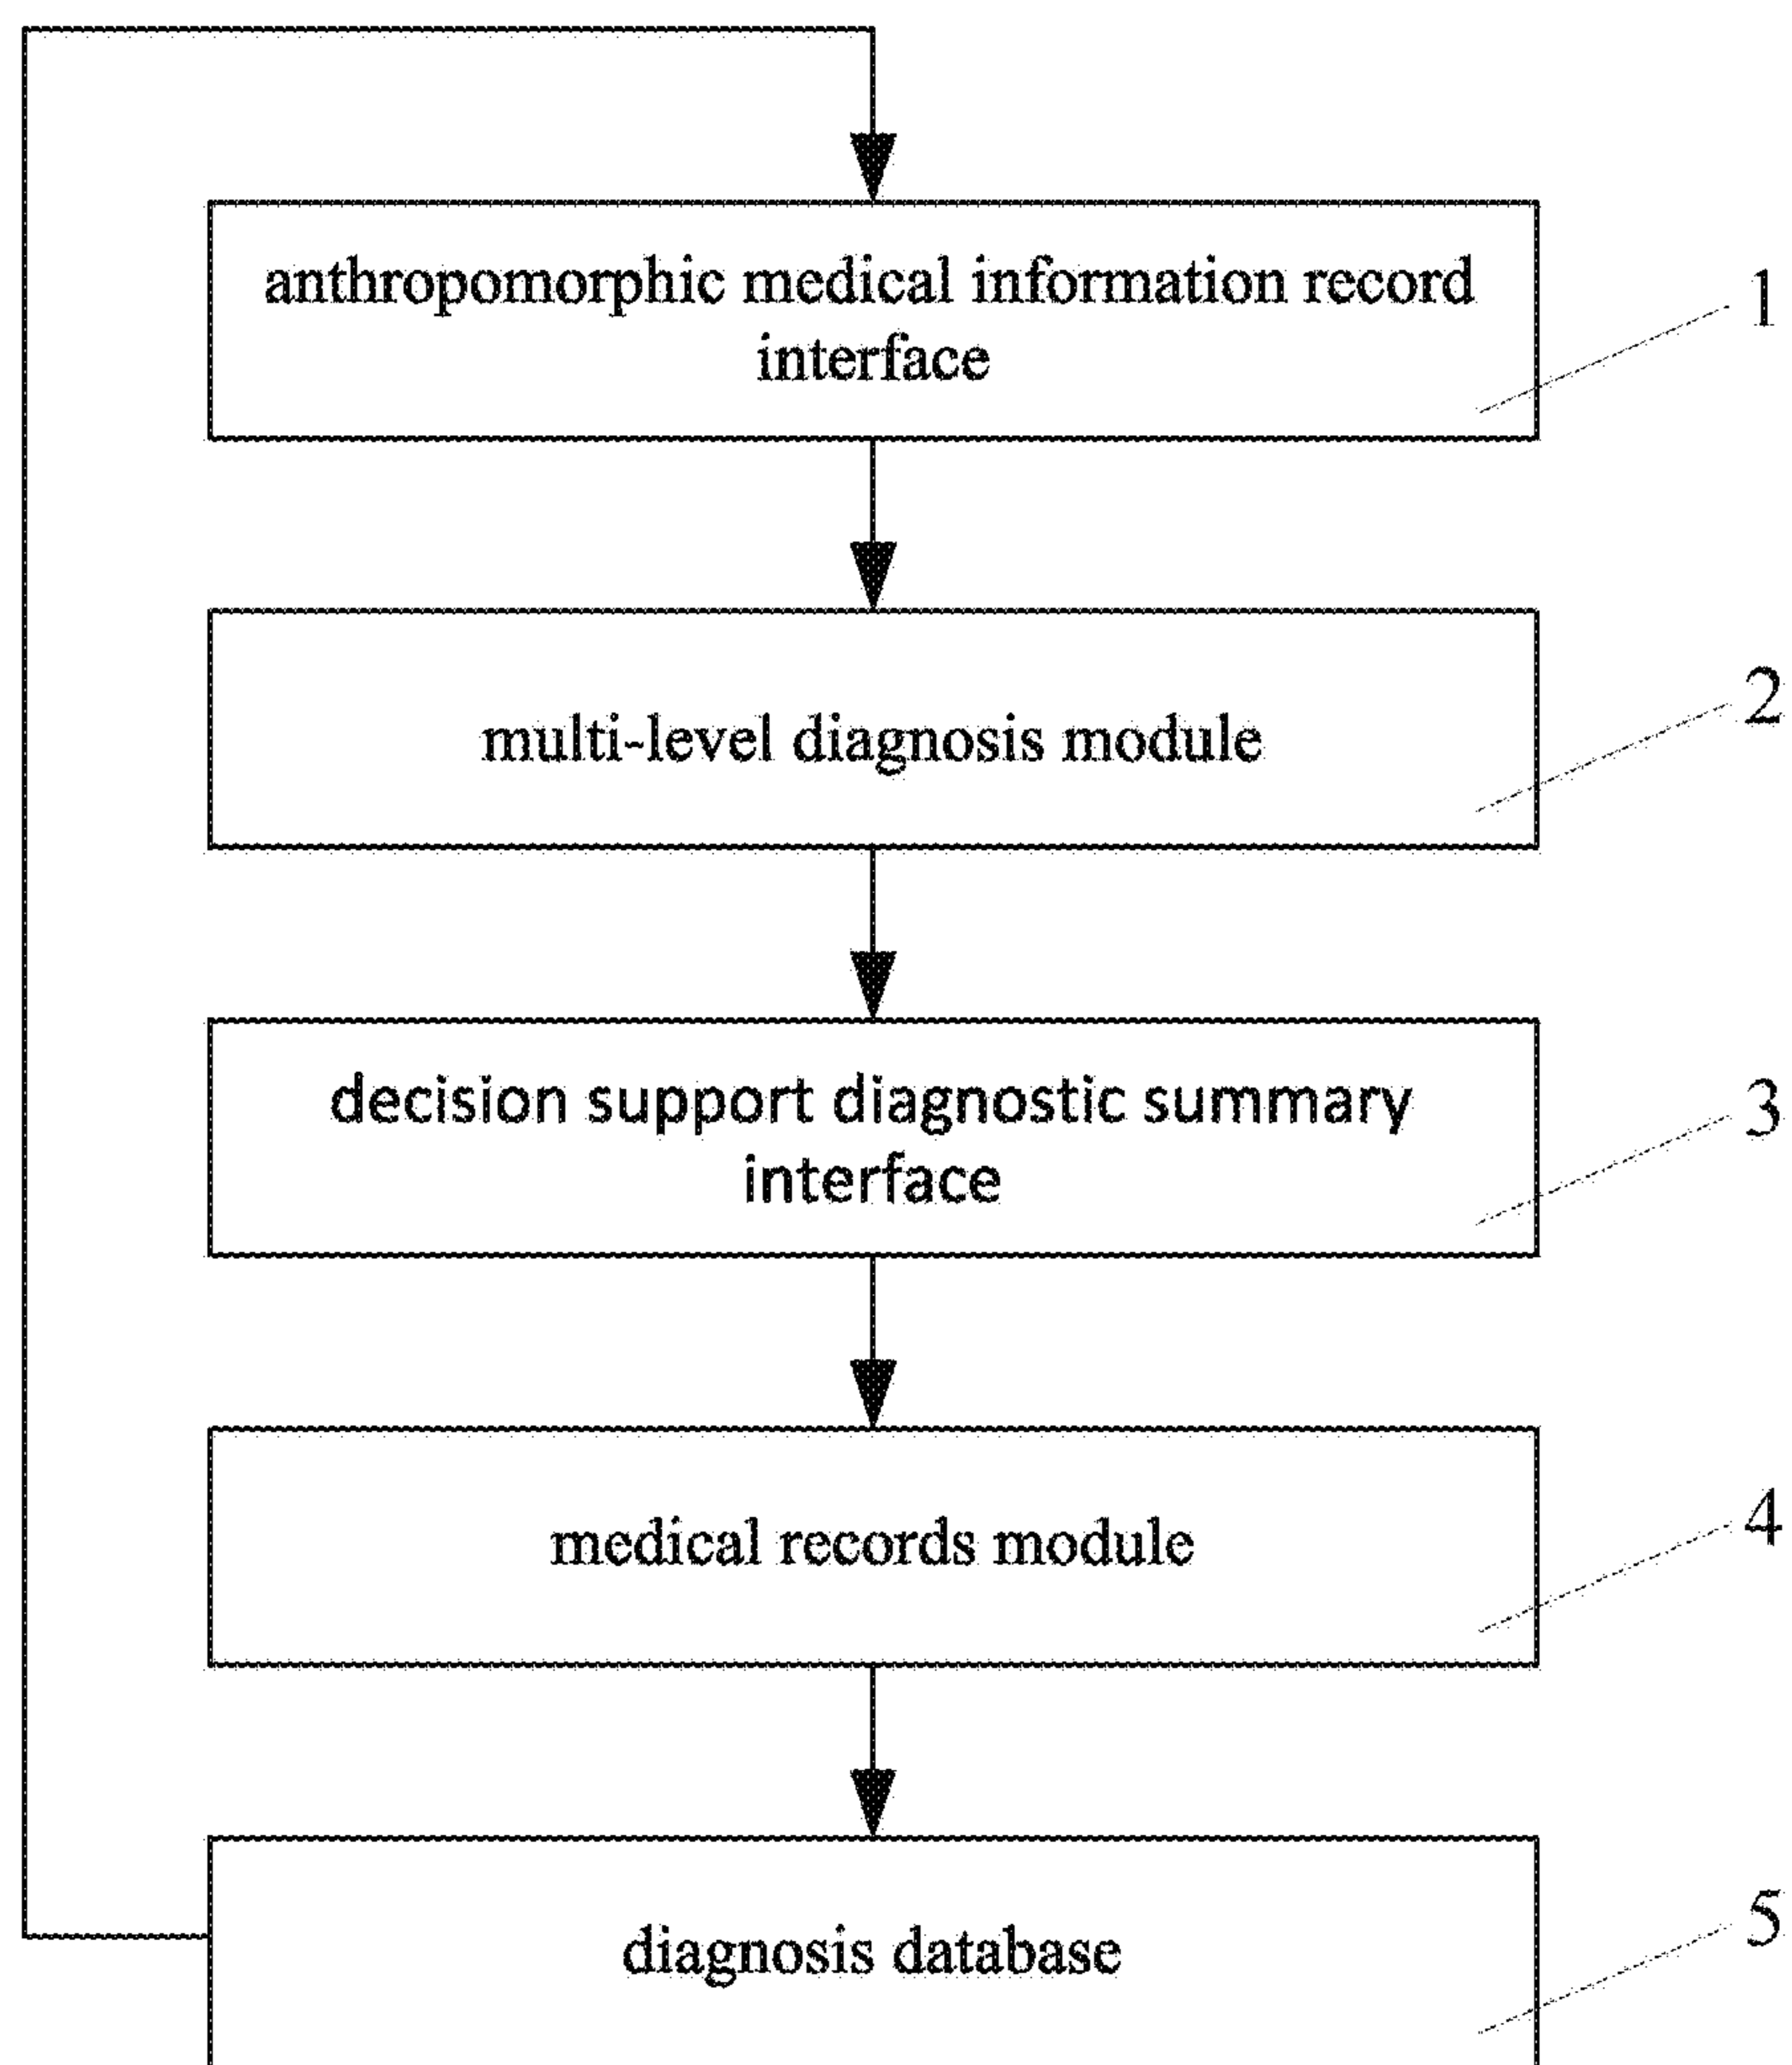 anthropomorphic medical information record
interface
1
multi-level diagnosis module
2
decision support diagnostic summary
interface
3
medical records module
4
diagnosis database
5